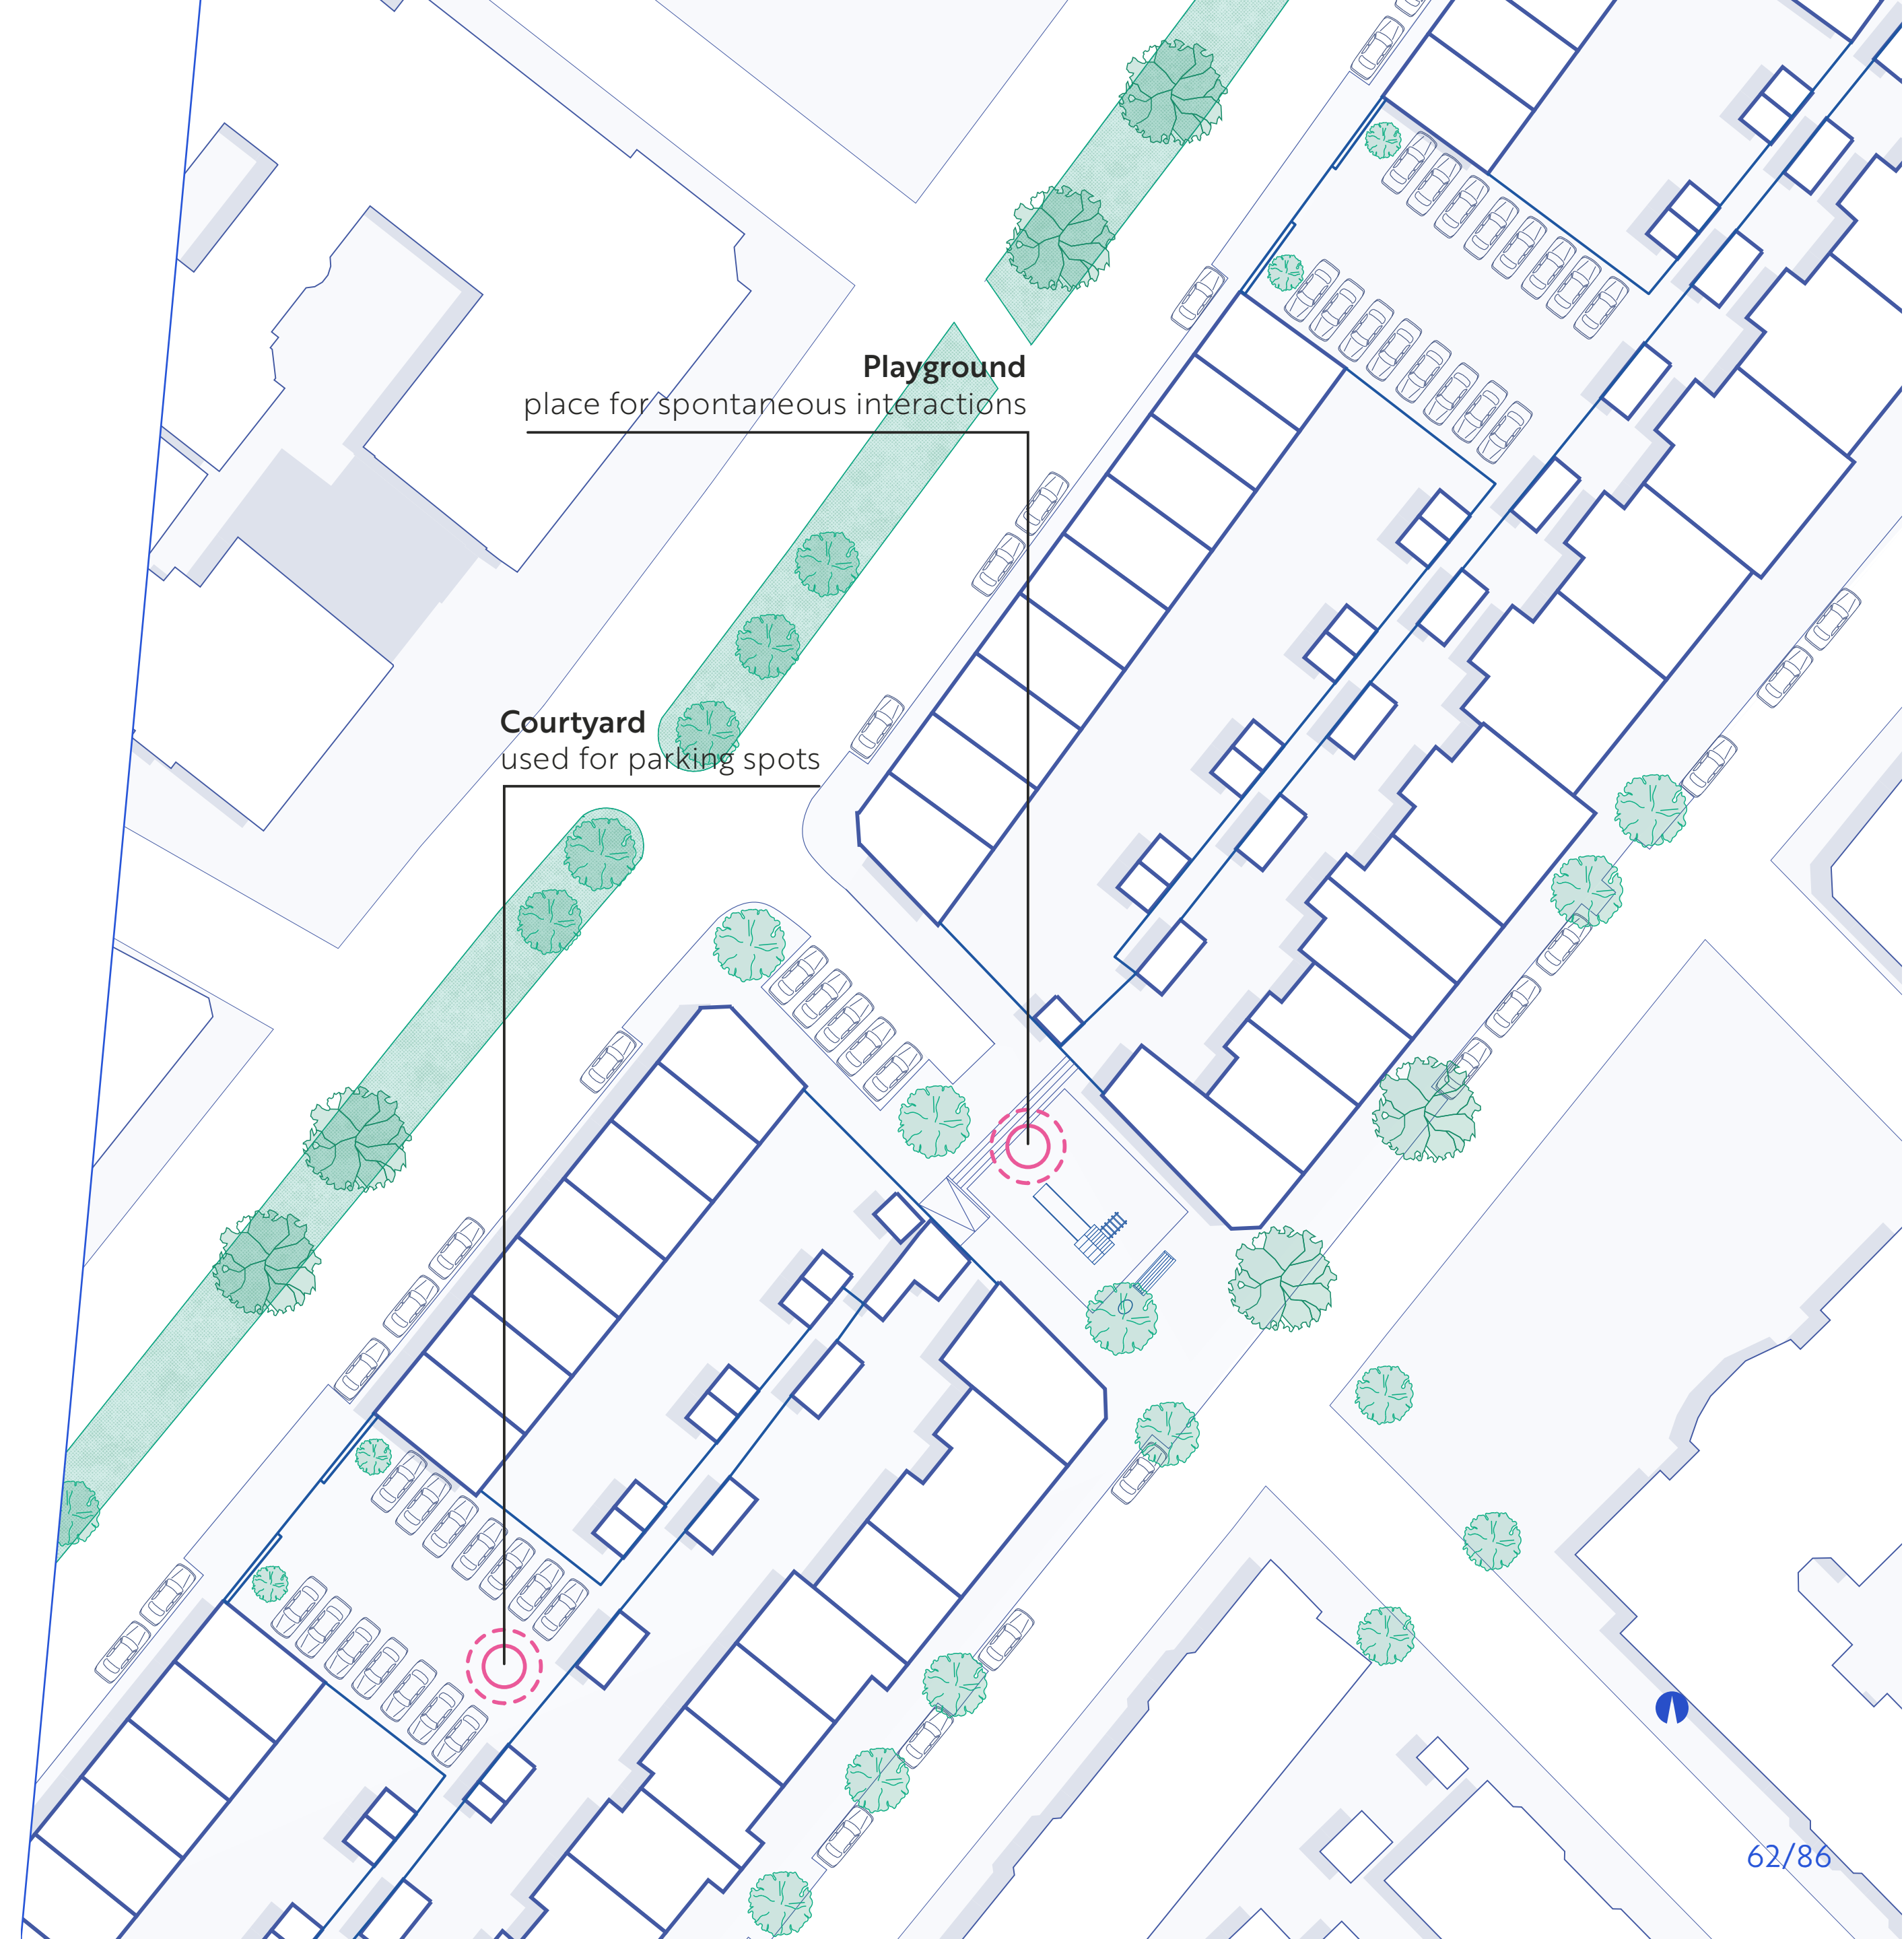 Playground
place for spontaneous interactions
Courtyard
used for parking spots
62/86